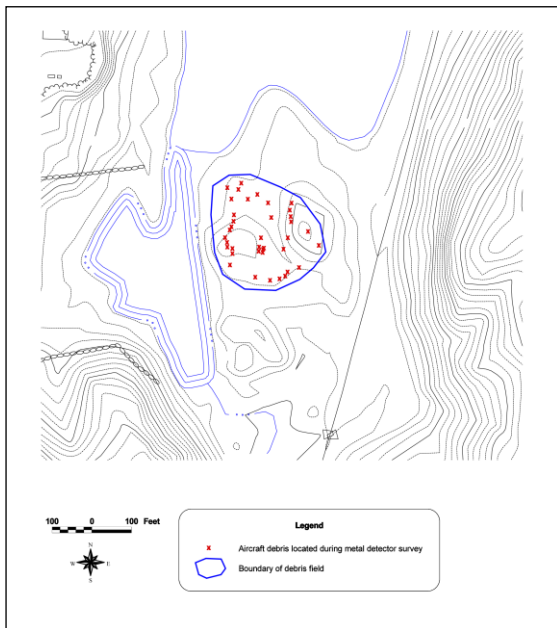 100 0 100 Feet
N
W E
S
Legend
x Aircraft debris located during metal detector survey
Boundary of debris field